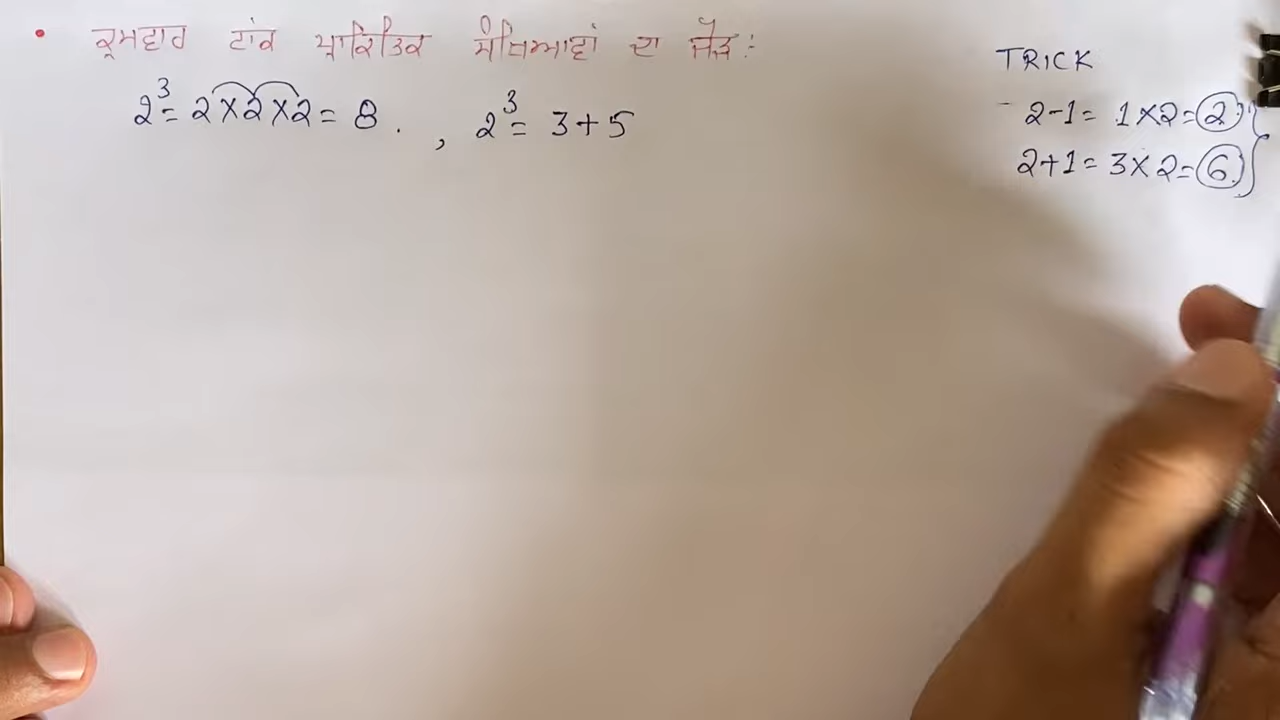 • ਕ੍ਰਮਵਾਰ ਟਾਂਕ ਪ੍ਰਾਕਿਰਤਿਕ ਸੰਖਿਆਵਾਂ ਦਾ ਜੋੜ :
2³ = 2×2×2 = 8 . , 2³ = 3+5
TRICK
- 2-1 = 1×2 = 2
2+1 = 3×2 = 6